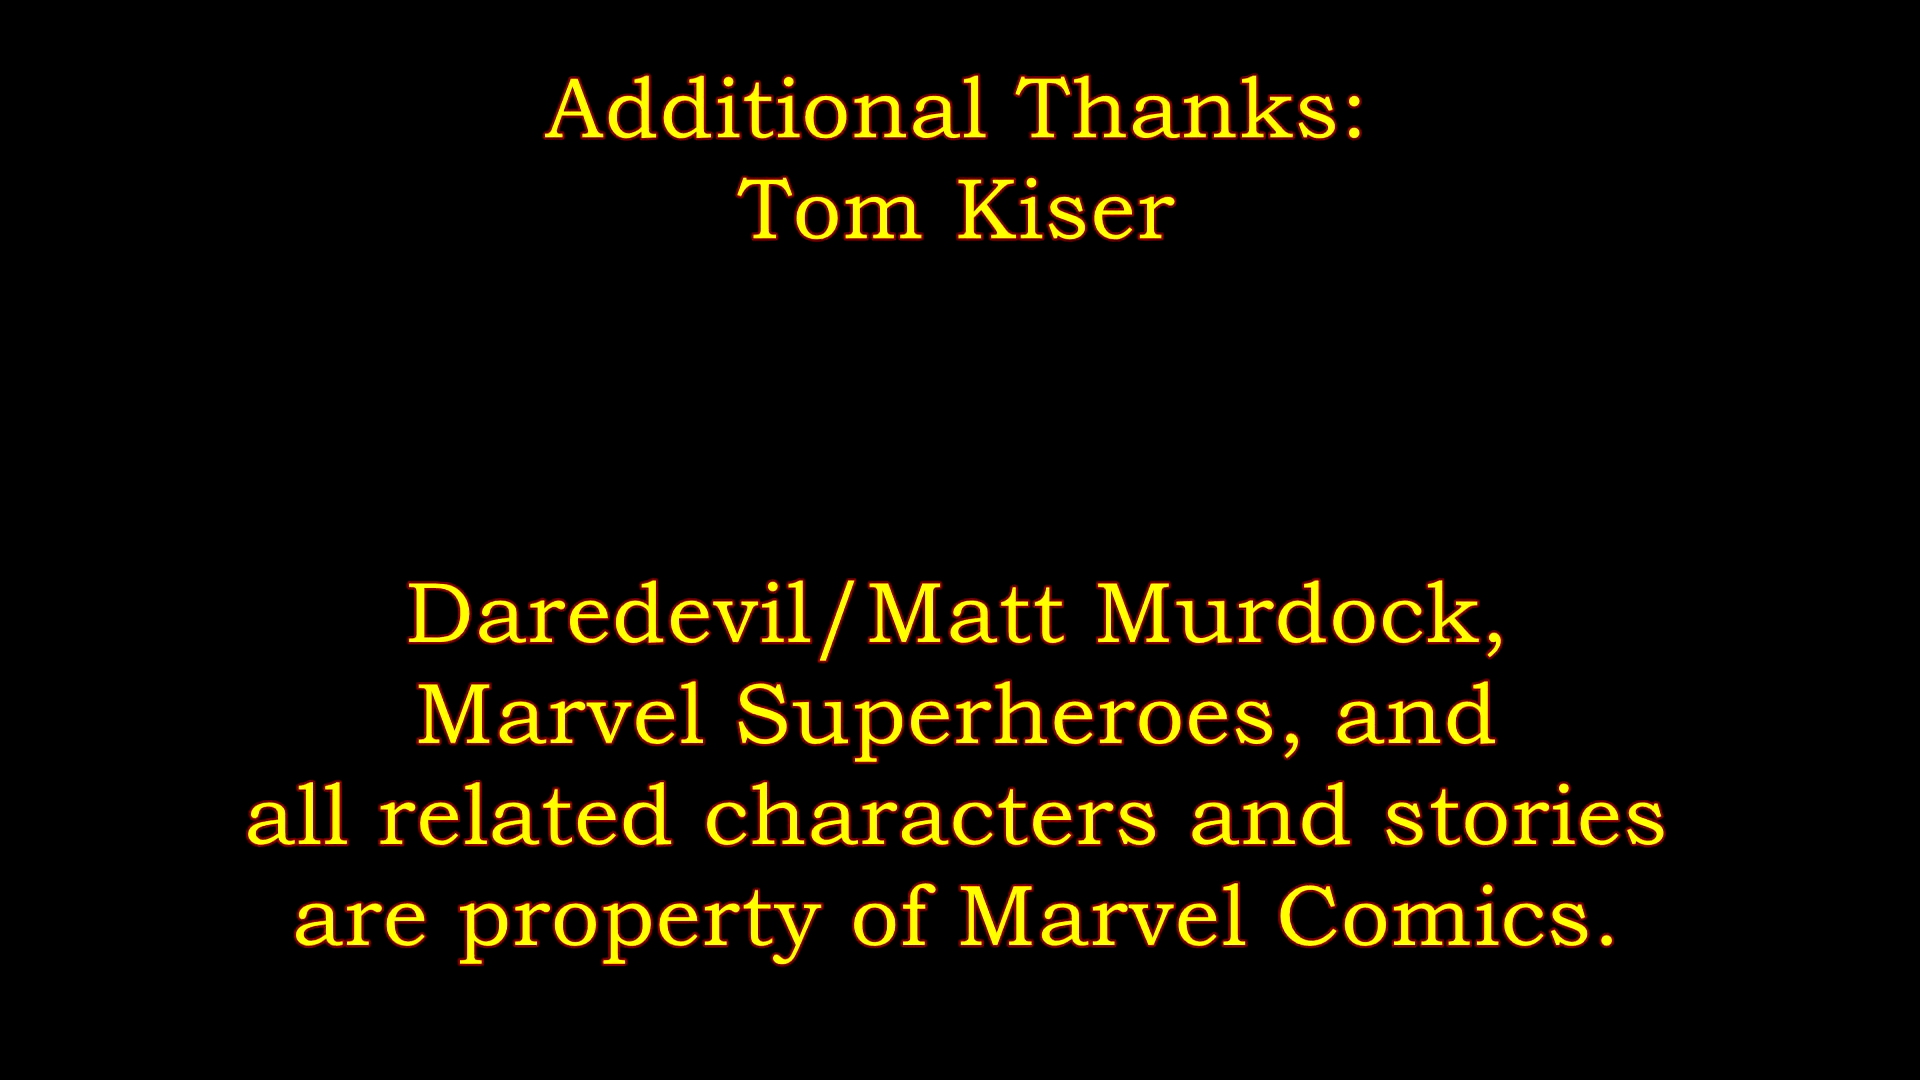 Additional Thanks:
Tom Kiser
Daredevil/Matt Murdock,
Marvel Superheroes, and
all related characters and stories
are property of Marvel Comics.